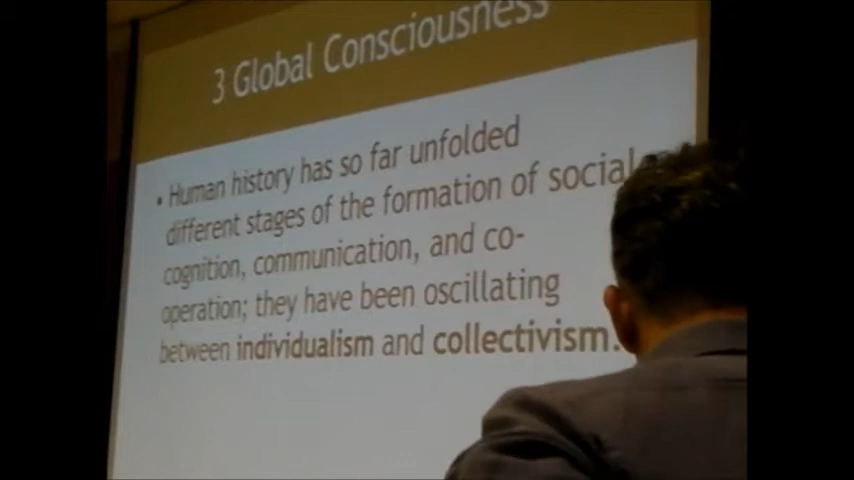 3 Global Consciousness
• Human history has so far unfolded
different stages of the formation of social
cognition, communication, and co-
operation; they have been oscillating
between individualism and collectivism.